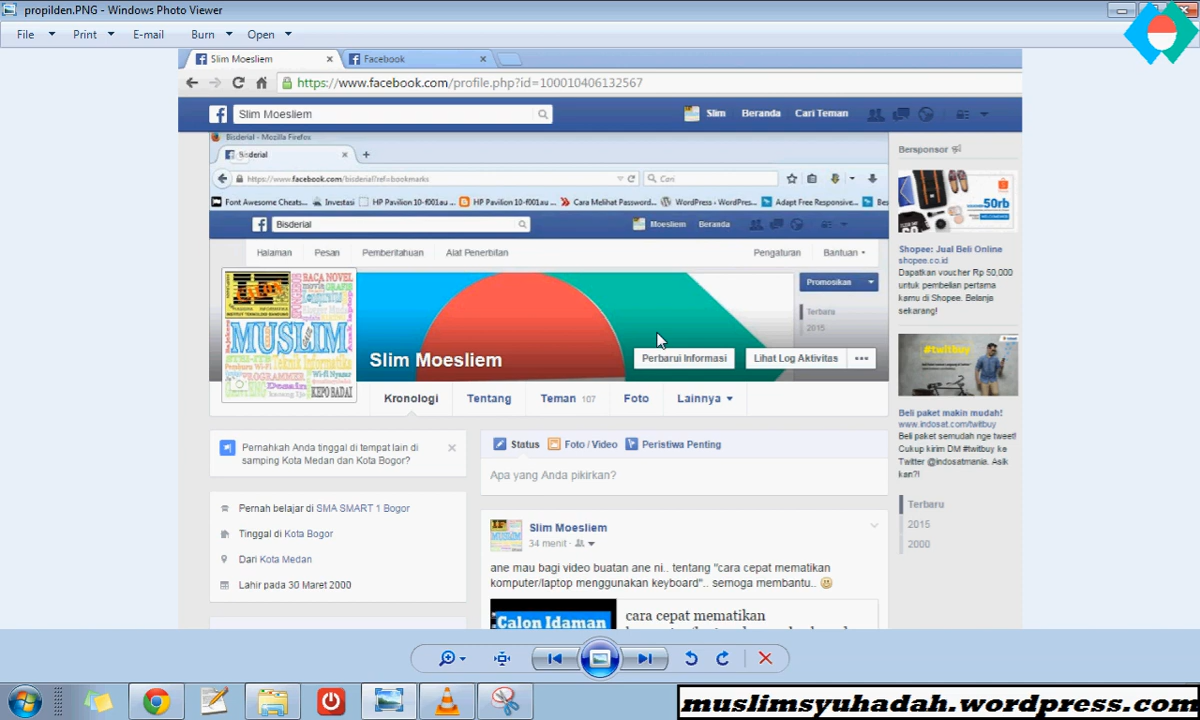 propilden.PNG - Windows Photo Viewer
File Print E-mail Burn Open
Slim Moesliem Facebook
https://www.facebook.com/profile.php?id=100010406132567
Slim Moesliem Slim Beranda Cari Teman
Bisderial - Mozilla Firefox
Bisderial
https://www.facebook.com/bisderial?ref=bookmarks Cari
Font Awesome Cheats... Investasi HP Pavilion 10-f001au ... HP Pavilion 10-f001au ... Cara Melihat Password... WordPress › WordPres... Adapt Free Responsive...
Bisderial Moesliem Beranda
Halaman Pesan Pemberitahuan Alat Penerbitan Pengaturan Bantuan
Promosikan
Terbaru
2015
BACA NOVEL
MUSLIM
Teknik Informatika
PROGRAMMER
Desain
KEPO BADAI
Slim Moesliem
Perbarui Informasi Lihat Log Aktivitas
Kronologi Tentang Teman 107 Foto Lainnya
Pernahkah Anda tinggal di tempat lain di
samping Kota Medan dan Kota Bogor?
Pernah belajar di SMA SMART 1 Bogor
Tinggal di Kota Bogor
Dari Kota Medan
Lahir pada 30 Maret 2000
Status Foto / Video Peristiwa Penting
Apa yang Anda pikirkan?
Slim Moesliem
34 menit ·
ane mau bagi video buatan ane ni.. tentang "cara cepat mematikan
komputer/laptop menggunakan keyboard".. semoga membantu..
Calon Idaman
cara cepat mematikan
Bersponsor
50rb
Shopee: Jual Beli Online
shopee.co.id
Dapatkan voucher Rp 50,000
untuk pembelian pertama
kamu di Shopee. Belanja
sekarang!
#twitbuy
Beli paket makin mudah!
www.indosat.com/twitbuy
Beli paket semudah nge tweet!
Cukup kirim DM #twitbuy ke
Twitter @indosatmania. Asik
kan?!
Terbaru
2015
2000
muslimsyuhadah.wordpress.com